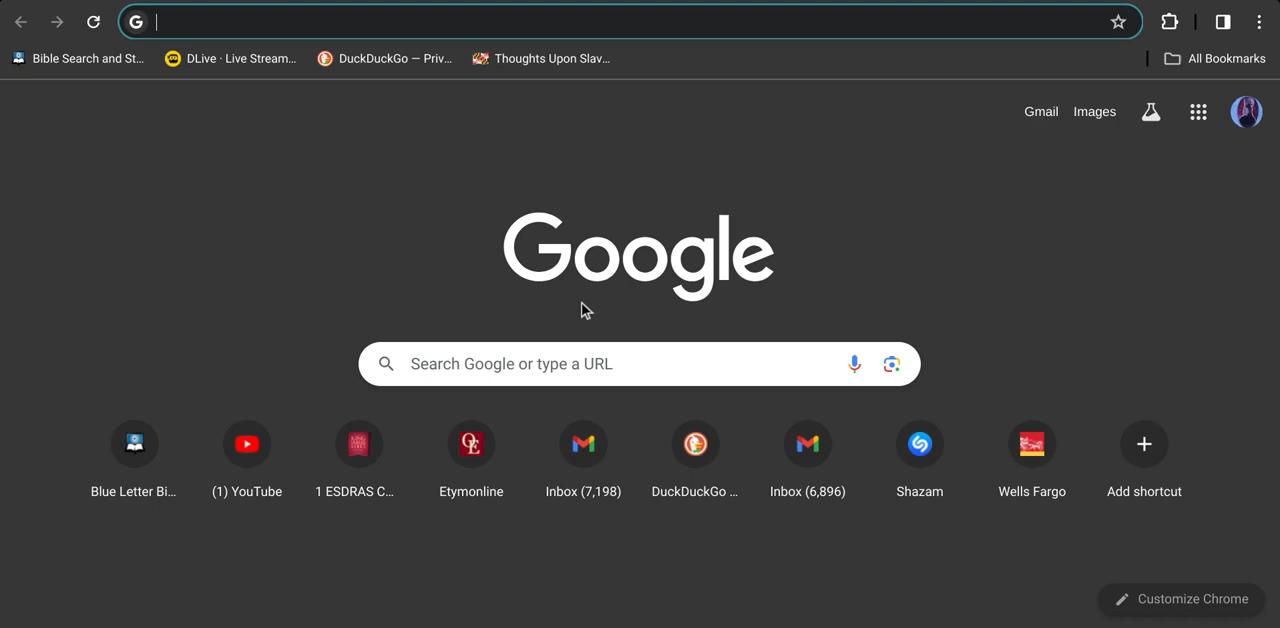 Bible Search and St...
DLive · Live Stream...
DuckDuckGo — Priv...
Thoughts Upon Slav...
All Bookmarks
Gmail
Images
Google
Search Google or type a URL
Blue Letter Bi...
(1) YouTube
1 ESDRAS C...
Etymonline
Inbox (7,198)
DuckDuckGo ...
Inbox (6,896)
Shazam
Wells Fargo
Add shortcut
Customize Chrome